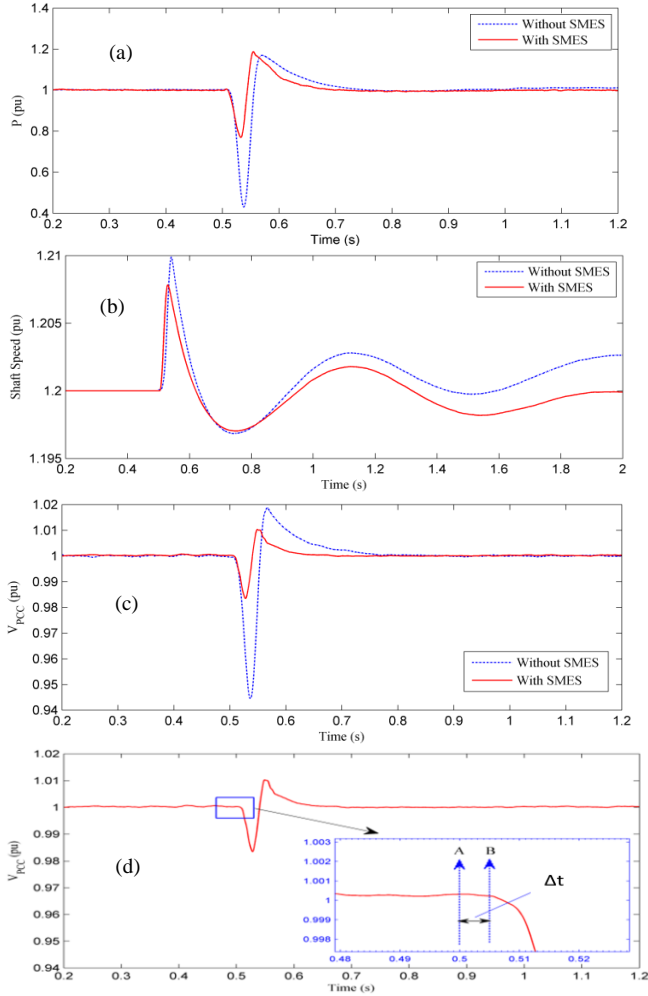 (a)
Without SMES
With SMES
P (pu)
1.4
1.2
1
0.8
0.6
0.4
0.2 0.3 0.4 0.5 0.6 0.7 0.8 0.9 1 1.1 1.2
Time (s)
(b)
Without SMES
With SMES
Shaft Speed (pu)
1.21
1.205
1.2
1.195
0.2 0.4 0.6 0.8 1 1.2 1.4 1.6 1.8 2
Time (s)
(c)
Without SMES
With SMES
V_PCC (pu)
1.02
1.01
1
0.99
0.98
0.97
0.96
0.95
0.94
0.2 0.3 0.4 0.5 0.6 0.7 0.8 0.9 1 1.1 1.2
Time (s)
(d)
V_PCC (pu)
1.02
1.01
1
0.99
0.98
0.97
0.96
0.95
0.94
A B
Δt
1.003
1.002
1.001
1
0.999
0.998
0.48 0.49 0.5 0.51 0.52
0.2 0.3 0.4 0.5 0.6 0.7 0.8 0.9 1 1.1 1.2
Time (s)